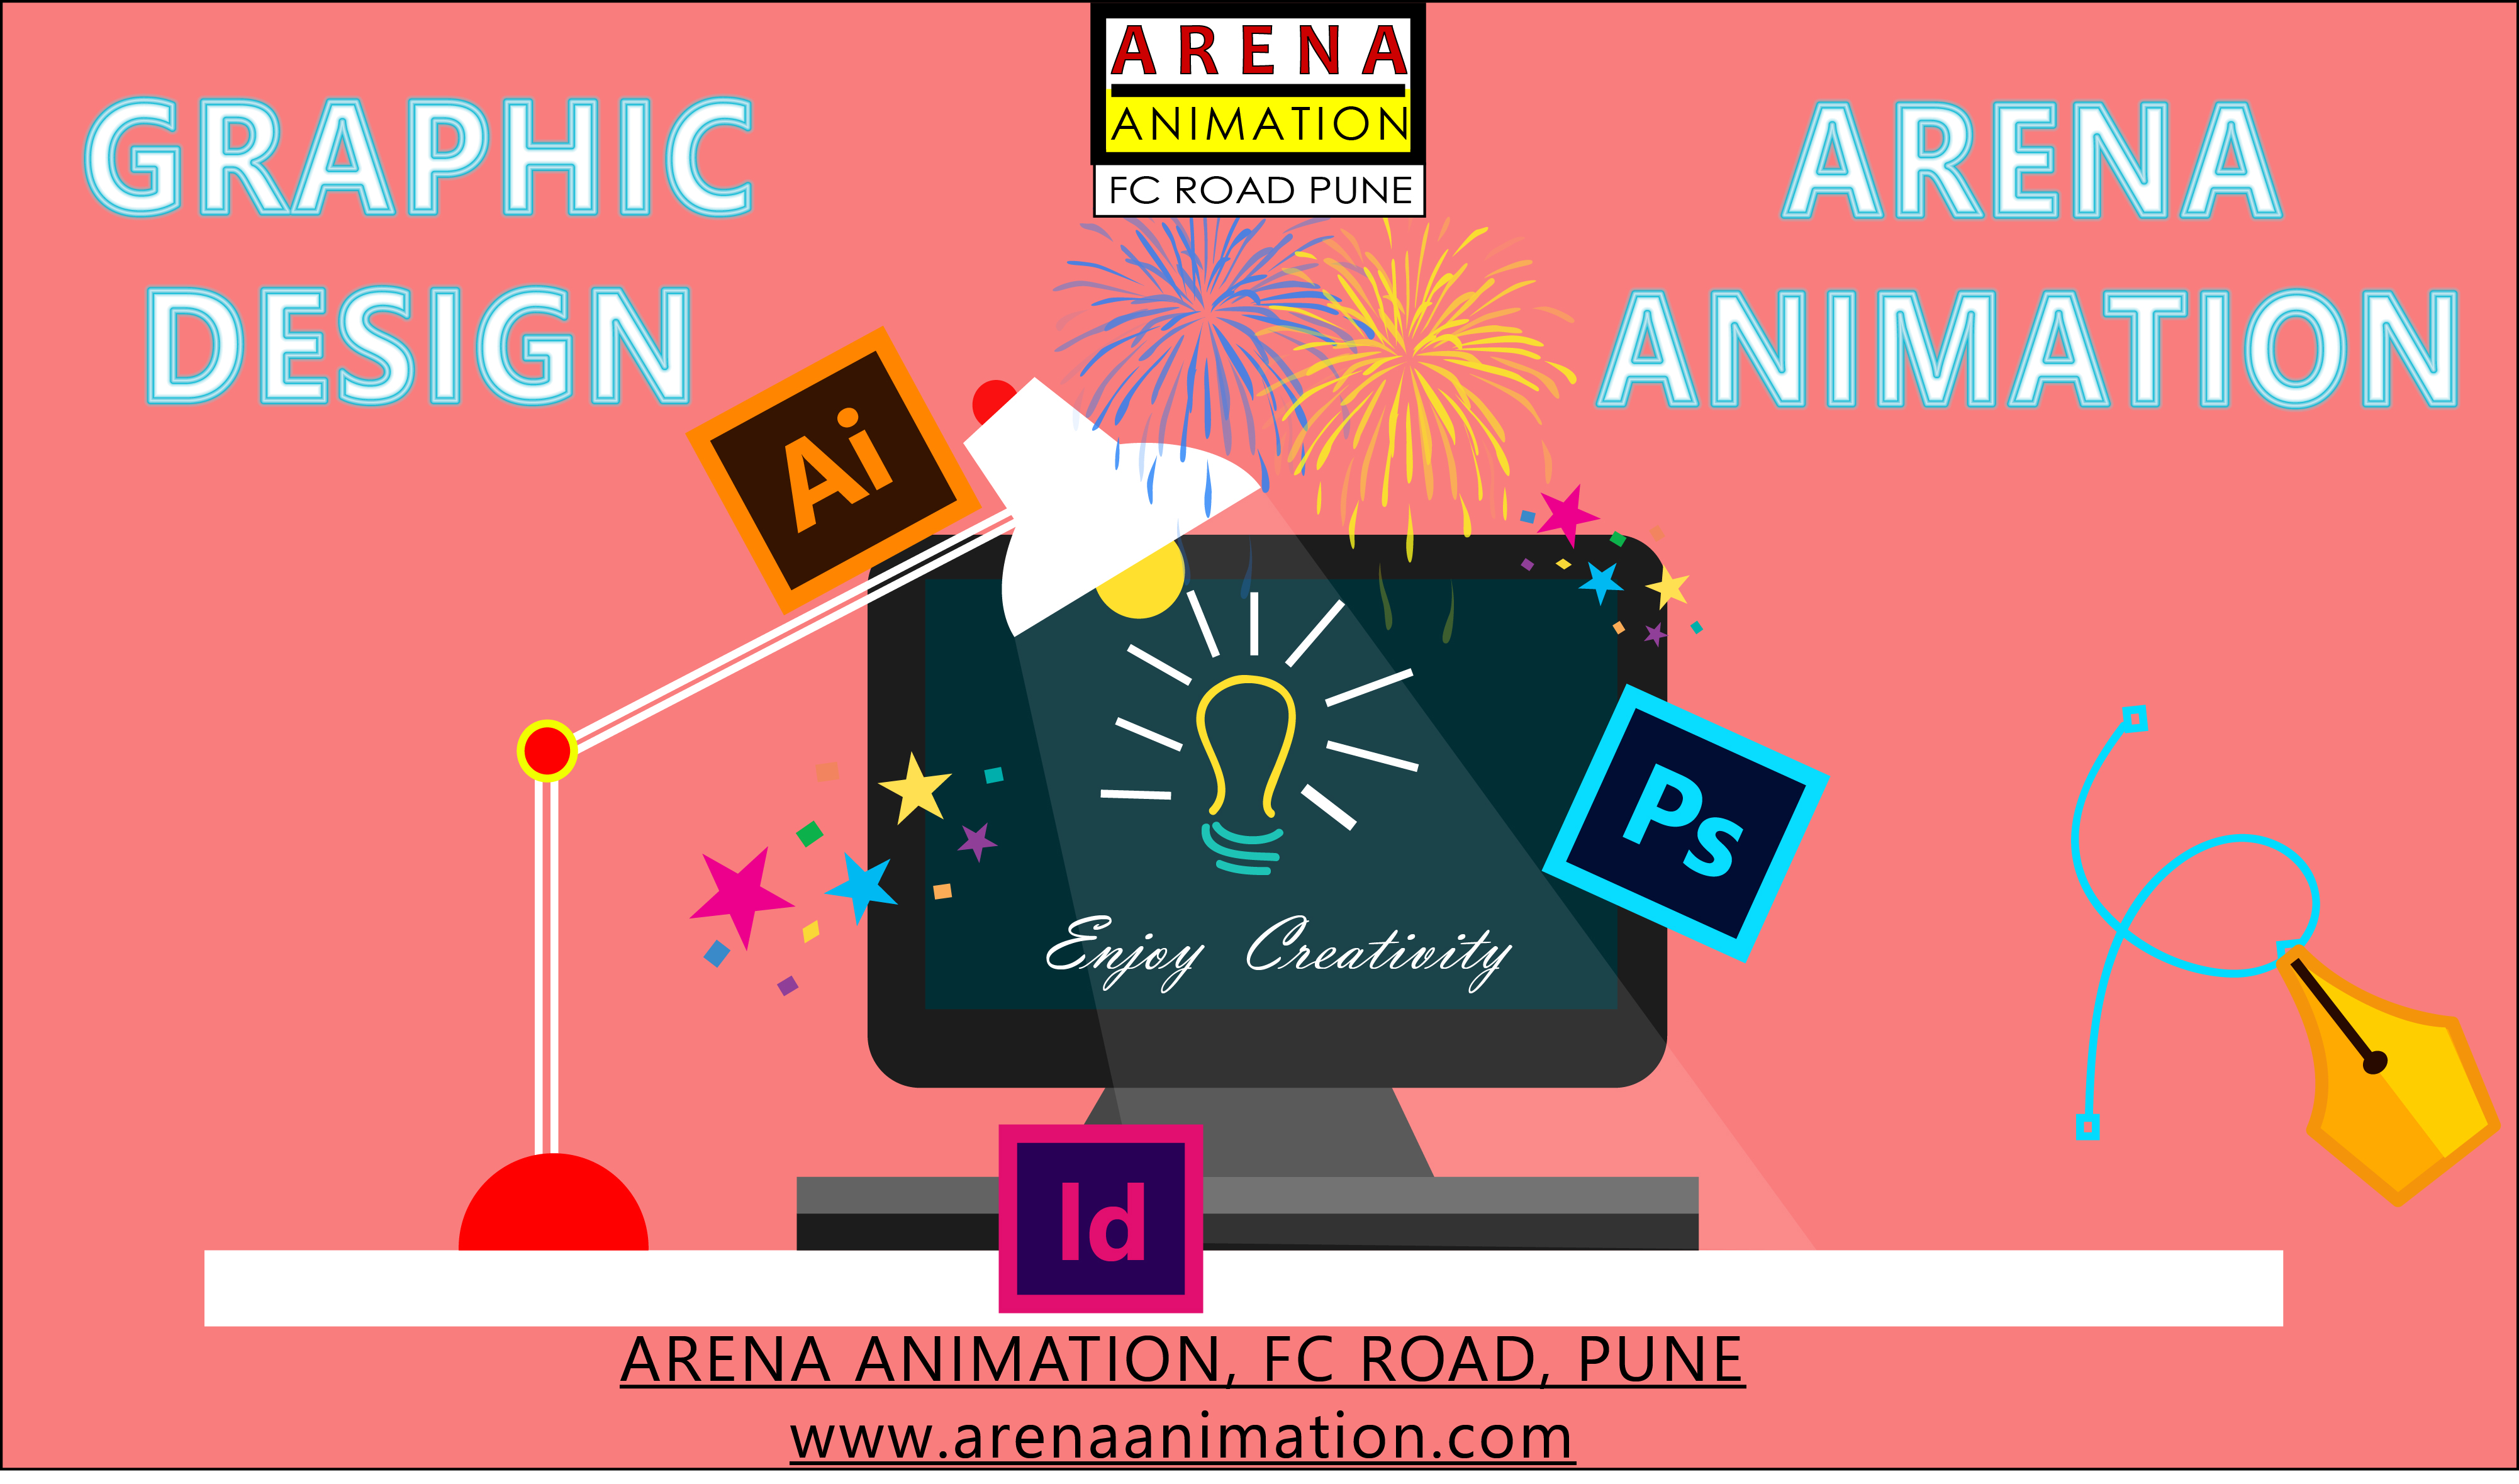 ARENA
ANIMATION
FC ROAD PUNE
GRAPHIC
DESIGN
ARENA
ANIMATION
Ai
Ps
Enjoy Creativity
Id
ARENA ANIMATION, FC ROAD, PUNE
www.arenaanimation.com